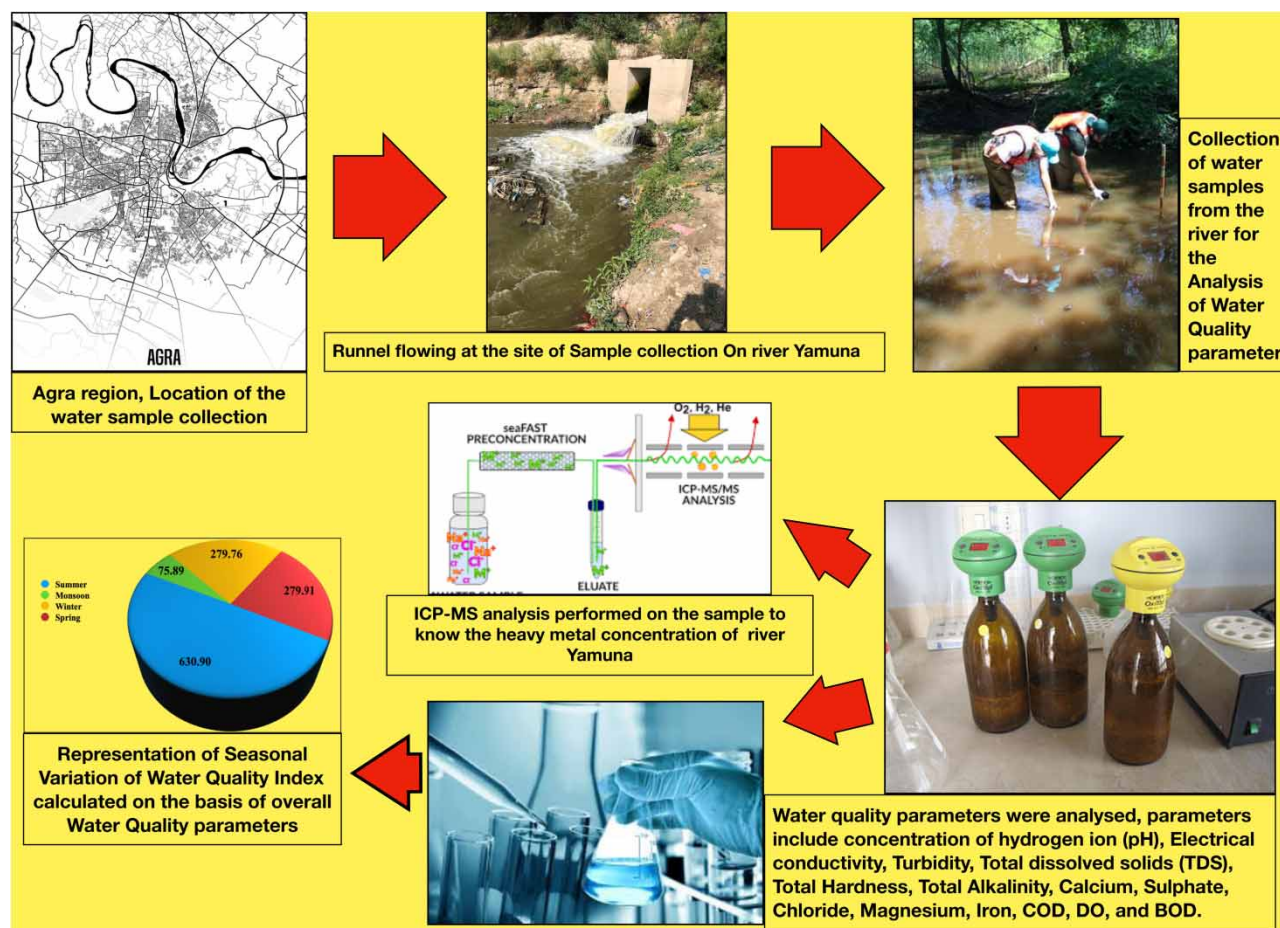 AGRA
Agra region, Location of the
water sample collection
Runnel flowing at the site of Sample collection On river Yamuna
Collection
of water
samples
from the
river for
the
Analysis
of Water
Quality
parameter
O2, H2, He
seaFAST
PRECONCENTRATION
ICP-MS/MS
ANALYSIS
Na+
Cl-
M+
ELUATE
ICP-MS analysis performed on the sample to
know the heavy metal concentration of river
Yamuna
Summer
Monsoon
Winter
Spring
279.76
75.89
279.91
630.90
Representation of Seasonal
Variation of Water Quality Index
calculated on the basis of overall
Water Quality parameters
Water quality parameters were analysed, parameters
include concentration of hydrogen ion (pH), Electrical
conductivity, Turbidity, Total dissolved solids (TDS),
Total Hardness, Total Alkalinity, Calcium, Sulphate,
Chloride, Magnesium, Iron, COD, DO, and BOD.